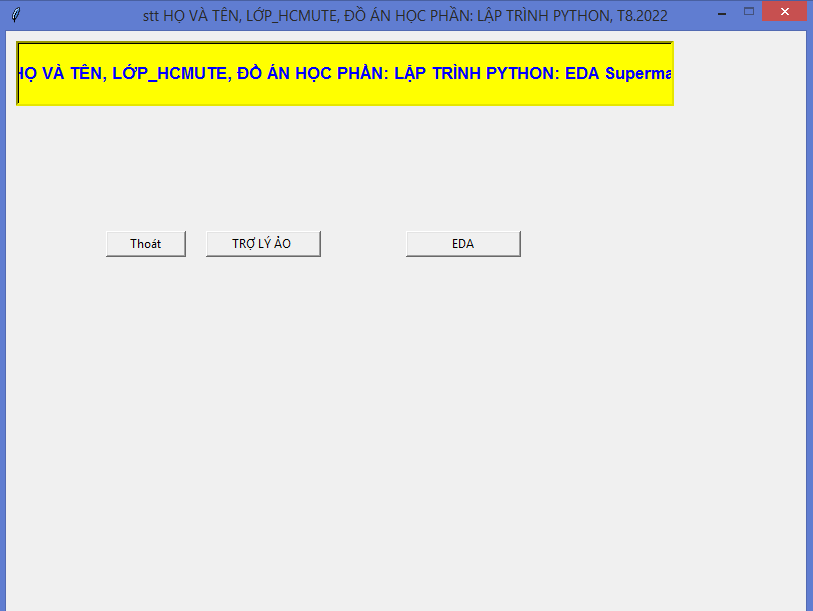 stt HỌ VÀ TÊN, LỚP_HCMUTE, ĐỒ ÁN HỌC PHẦN: LẬP TRÌNH PYTHON, T8.2022
HỌ VÀ TÊN, LỚP_HCMUTE, ĐỒ ÁN HỌC PHẦN: LẬP TRÌNH PYTHON: EDA Superma
Thoát TRỢ LÝ ẢO EDA